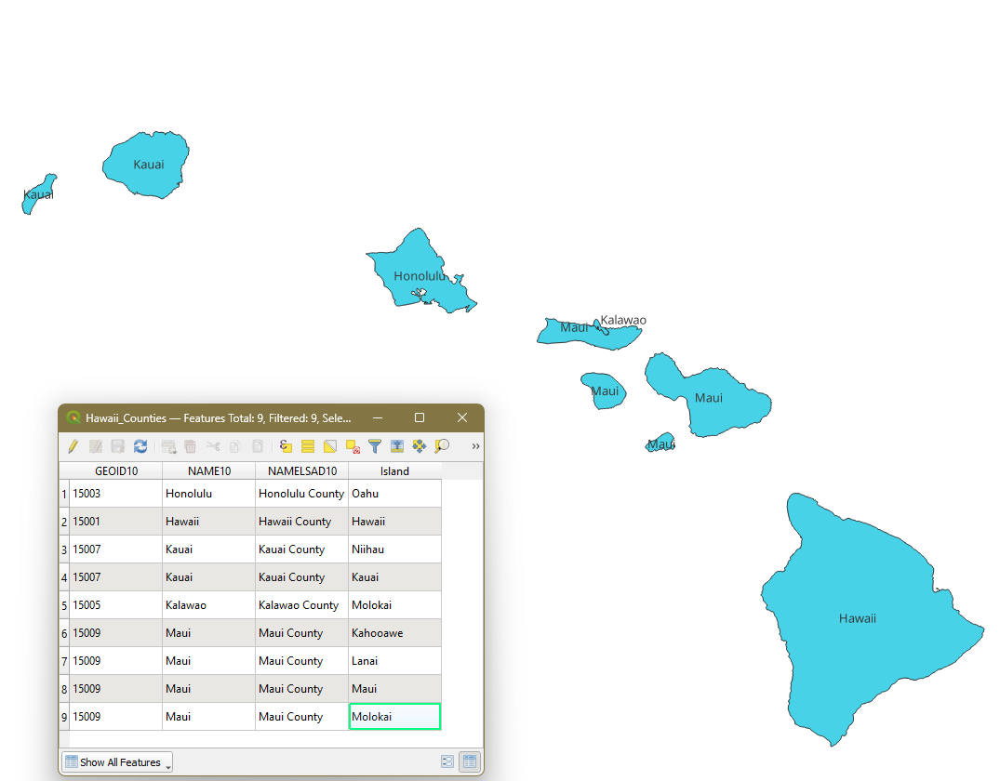 Kauai
Kauai
Honolulu
Kalawao
Maui
Maui
Maui
Maui
Hawaii
Hawaii_Counties — Features Total: 9, Filtered: 9, Sele...
GEOID10 NAME10 NAMELSAD10 Island
1 15003 Honolulu Honolulu County Oahu
2 15001 Hawaii Hawaii County Hawaii
3 15007 Kauai Kauai County Niihau
4 15007 Kauai Kauai County Kauai
5 15005 Kalawao Kalawao County Molokai
6 15009 Maui Maui County Kahooawe
7 15009 Maui Maui County Lanai
8 15009 Maui Maui County Maui
9 15009 Maui Maui County Molokai
Show All Features